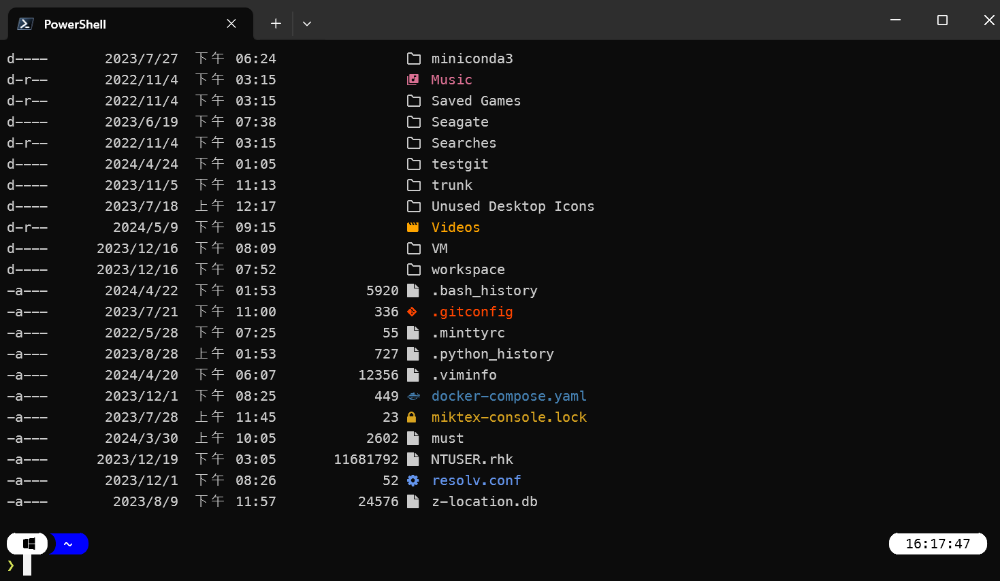 PowerShell
d---- 2023/7/27 下午 06:24 miniconda3
d-r-- 2022/11/4 下午 03:15 Music
d-r-- 2022/11/4 下午 03:15 Saved Games
d---- 2023/6/19 下午 07:38 Seagate
d-r-- 2022/11/4 下午 03:15 Searches
d---- 2024/4/24 下午 01:05 testgit
d---- 2023/11/5 下午 11:13 trunk
d---- 2023/7/18 上午 12:17 Unused Desktop Icons
d-r-- 2024/5/9 下午 09:15 Videos
d---- 2023/12/16 下午 08:09 VM
d---- 2023/12/16 下午 07:52 workspace
-a--- 2024/4/22 下午 01:53 5920 .bash_history
-a--- 2023/7/21 下午 11:00 336 .gitconfig
-a--- 2022/5/28 下午 07:25 55 .minttyrc
-a--- 2023/8/28 上午 01:53 727 .python_history
-a--- 2024/4/20 下午 06:07 12356 .viminfo
-a--- 2023/12/1 下午 08:25 449 docker-compose.yaml
-a--- 2023/7/28 上午 11:45 23 miktex-console.lock
-a--- 2024/3/30 上午 10:05 2602 must
-a--- 2023/12/19 下午 03:05 11681792 NTUSER.rhk
-a--- 2023/12/1 下午 08:26 52 resolv.conf
-a--- 2023/8/9 下午 11:57 24576 z-location.db
~ 16:17:47
❯